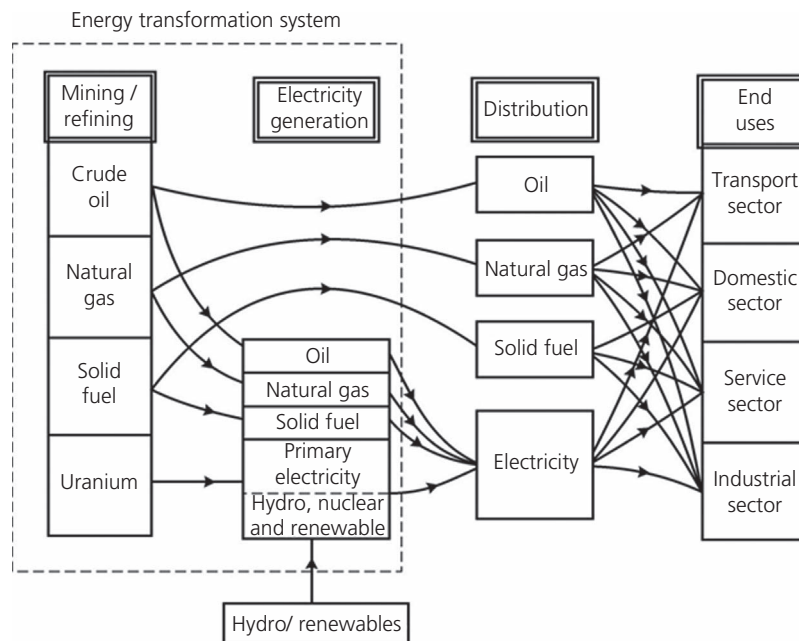 Energy transformation system
Mining /
refining
Electricity
generation
Distribution
End
uses
Crude
oil
Natural
gas
Solid
fuel
Uranium
Oil
Natural gas
Solid fuel
Primary
electricity
Hydro, nuclear
and renewable
Hydro/ renewables
Oil
Natural gas
Solid fuel
Electricity
Transport
sector
Domestic
sector
Service
sector
Industrial
sector